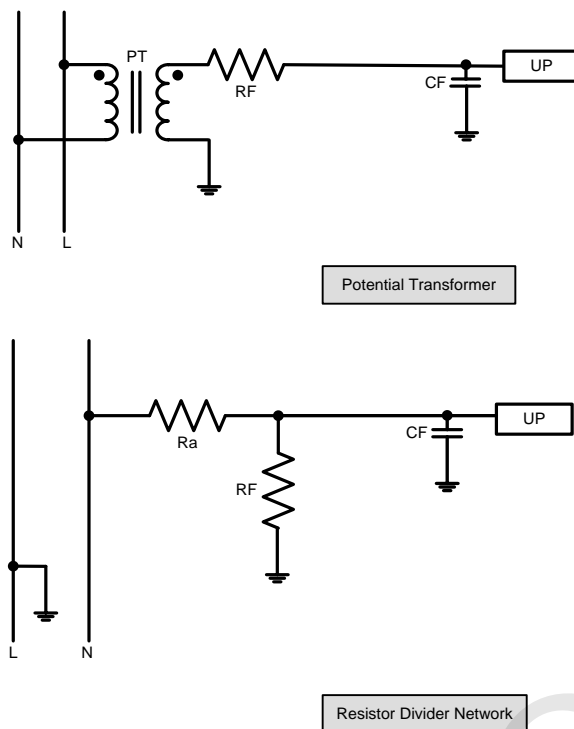 PT
UP
RF
CF
N
L
Potential Transformer
UP
CF
Ra
RF
L
N
Resistor Divider Network